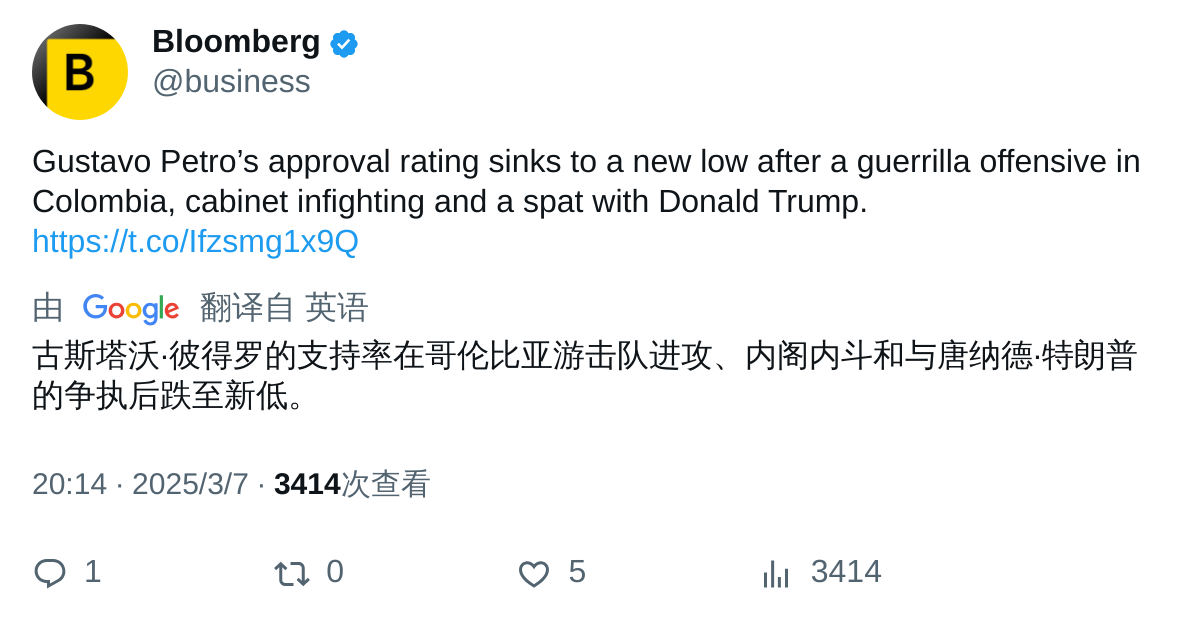 B
Bloomberg
@business
Gustavo Petro’s approval rating sinks to a new low after a guerrilla offensive in
Colombia, cabinet infighting and a spat with Donald Trump.
https://t.co/Ifzsmg1x9Q
由 Google 翻译自 英语
古斯塔沃·彼得罗的支持率在哥伦比亚游击队进攻、内阁内斗和与唐纳德·特朗普
的争执后跌至新低。
20:14 · 2025/3/7 · 3414次查看
1 0 5 3414